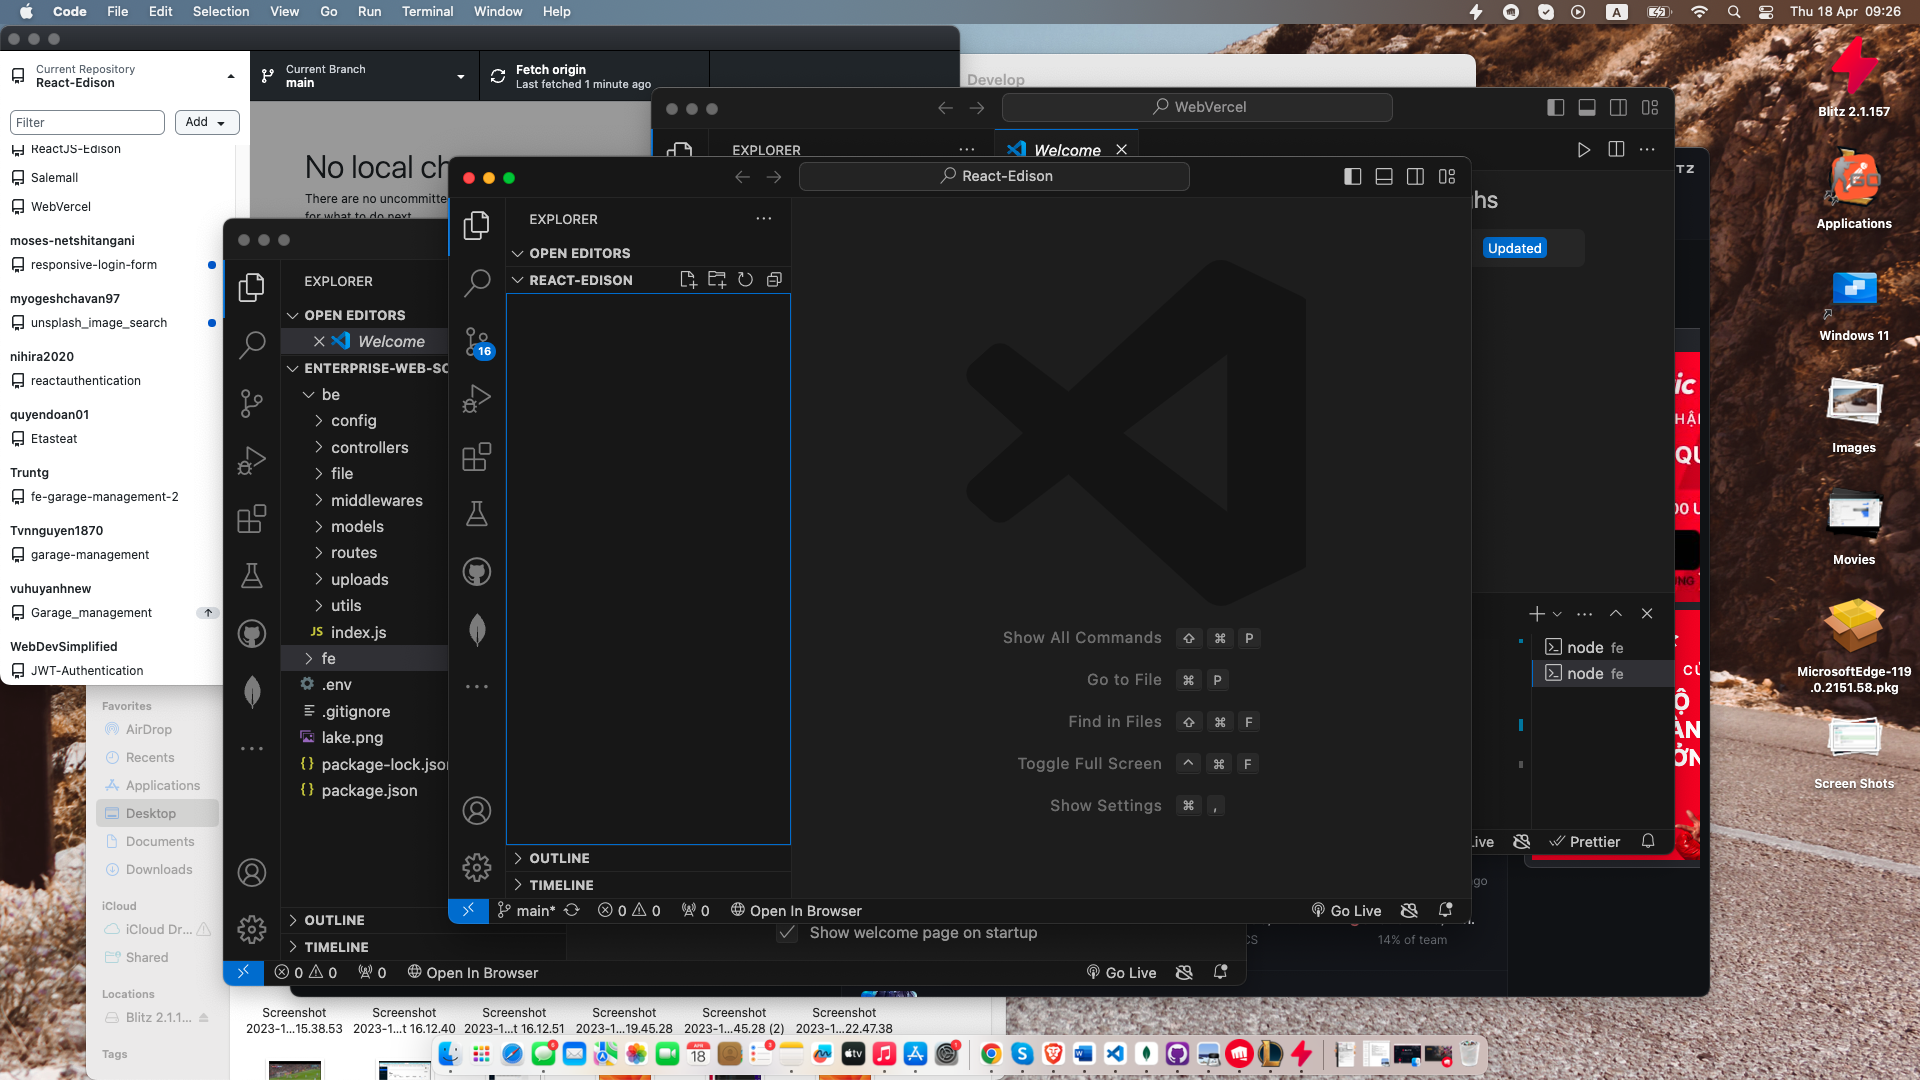 Code File Edit Selection View Go Run Terminal Window Help
A
Thu 18 Apr 09:26
Current Repository
React-Edison
Current Branch
main
Fetch origin
Last fetched 1 minute ago
Filter
Add
ReactJS-Edison
Salemall
WebVercel
moses-netshitangani
responsive-login-form
myogeshchavan97
unsplash_image_search
nihira2020
reactauthentication
quyendoan01
Etasteat
Truntg
fe-garage-management-2
Tvnnguyen1870
garage-management
vuhuyanhnew
Garage_management
WebDevSimplified
JWT-Authentication
No local ch
There are no uncommitte
for what to do next
Develop
WebVercel
EXPLORER
Welcome
Updated
node fe
node fe
Prettier
EXPLORER
OPEN EDITORS
Welcome
ENTERPRISE-WEB-SO
be
config
controllers
file
middlewares
models
routes
uploads
utils
JS index.js
fe
.env
.gitignore
lake.png
{} package-lock.json
{} package.json
OUTLINE
TIMELINE
0 0 0 Open In Browser
Go Live
Show welcome page on startup
14% of team
React-Edison
EXPLORER
OPEN EDITORS
REACT-EDISON
16
OUTLINE
TIMELINE
Show All Commands ⇧ ⌘ P
Go to File ⌘ P
Find in Files ⇧ ⌘ F
Toggle Full Screen ^ ⌘ F
Show Settings ⌘ ,
main* 0 0 0 Open In Browser
Go Live
Favorites
AirDrop
Recents
Applications
Desktop
Documents
Downloads
iCloud
iCloud Dr...
Shared
Locations
Blitz 2.1.1...
Tags
Screenshot
2023-1...15.38.53
Screenshot
2023-1...t 16.12.40
Screenshot
2023-1...t 16.12.51
Screenshot
2023-1...19.45.28
Screenshot
2023-1...45.28 (2)
Screenshot
2023-1...22.47.38
Blitz 2.1.157
Applications
Windows 11
Images
Movies
MicrosoftEdge-119
.0.2151.58.pkg
Screen Shots